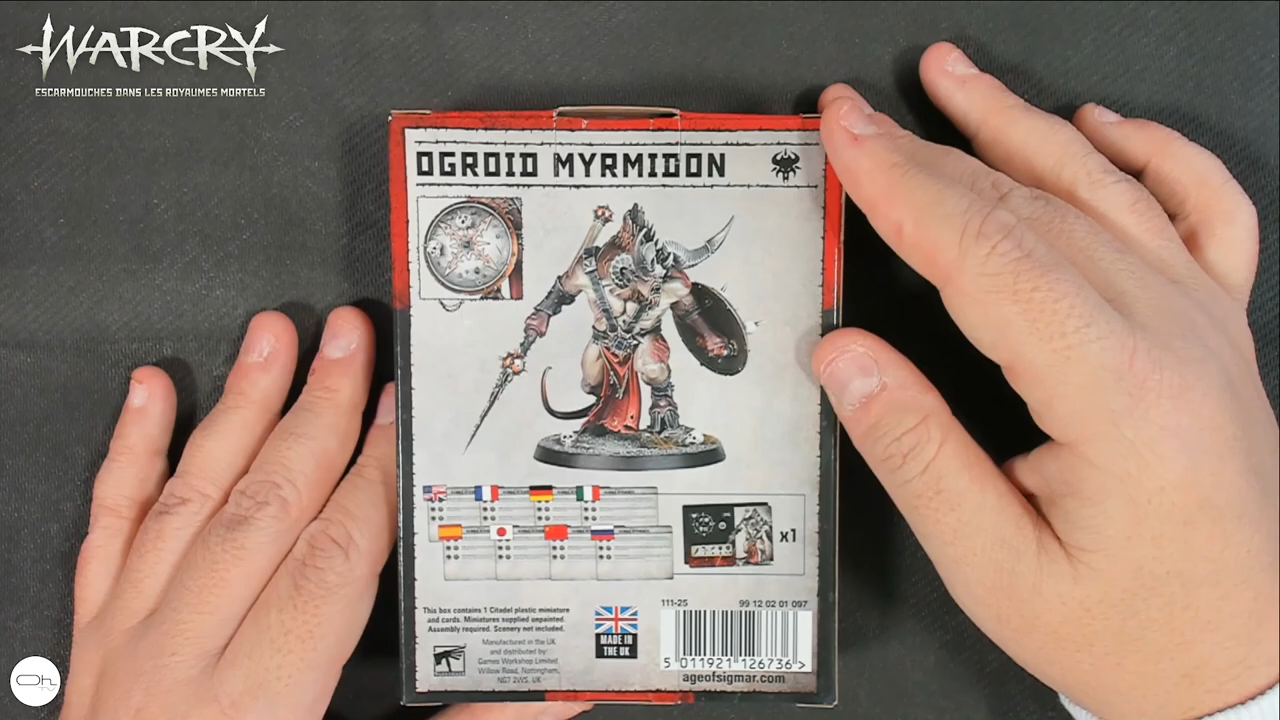 WARCRY
ESCARMOUCHES DANS LES ROYAUMES MORTELS
OGROID MYRMIDON
x1
This box contains 1 Citadel plastic miniature
and cards. Miniatures supplied unpainted.
Assembly required. Scenery not included.
Manufactured in the UK
and distributed by:
Games Workshop Limited
Willow Road, Nottingham,
NG7 2WS. UK
MADE IN
THE UK
111-25 99 12 02 01 097
5 011921 126736 >
ageofsigmar.com
Oh
TV